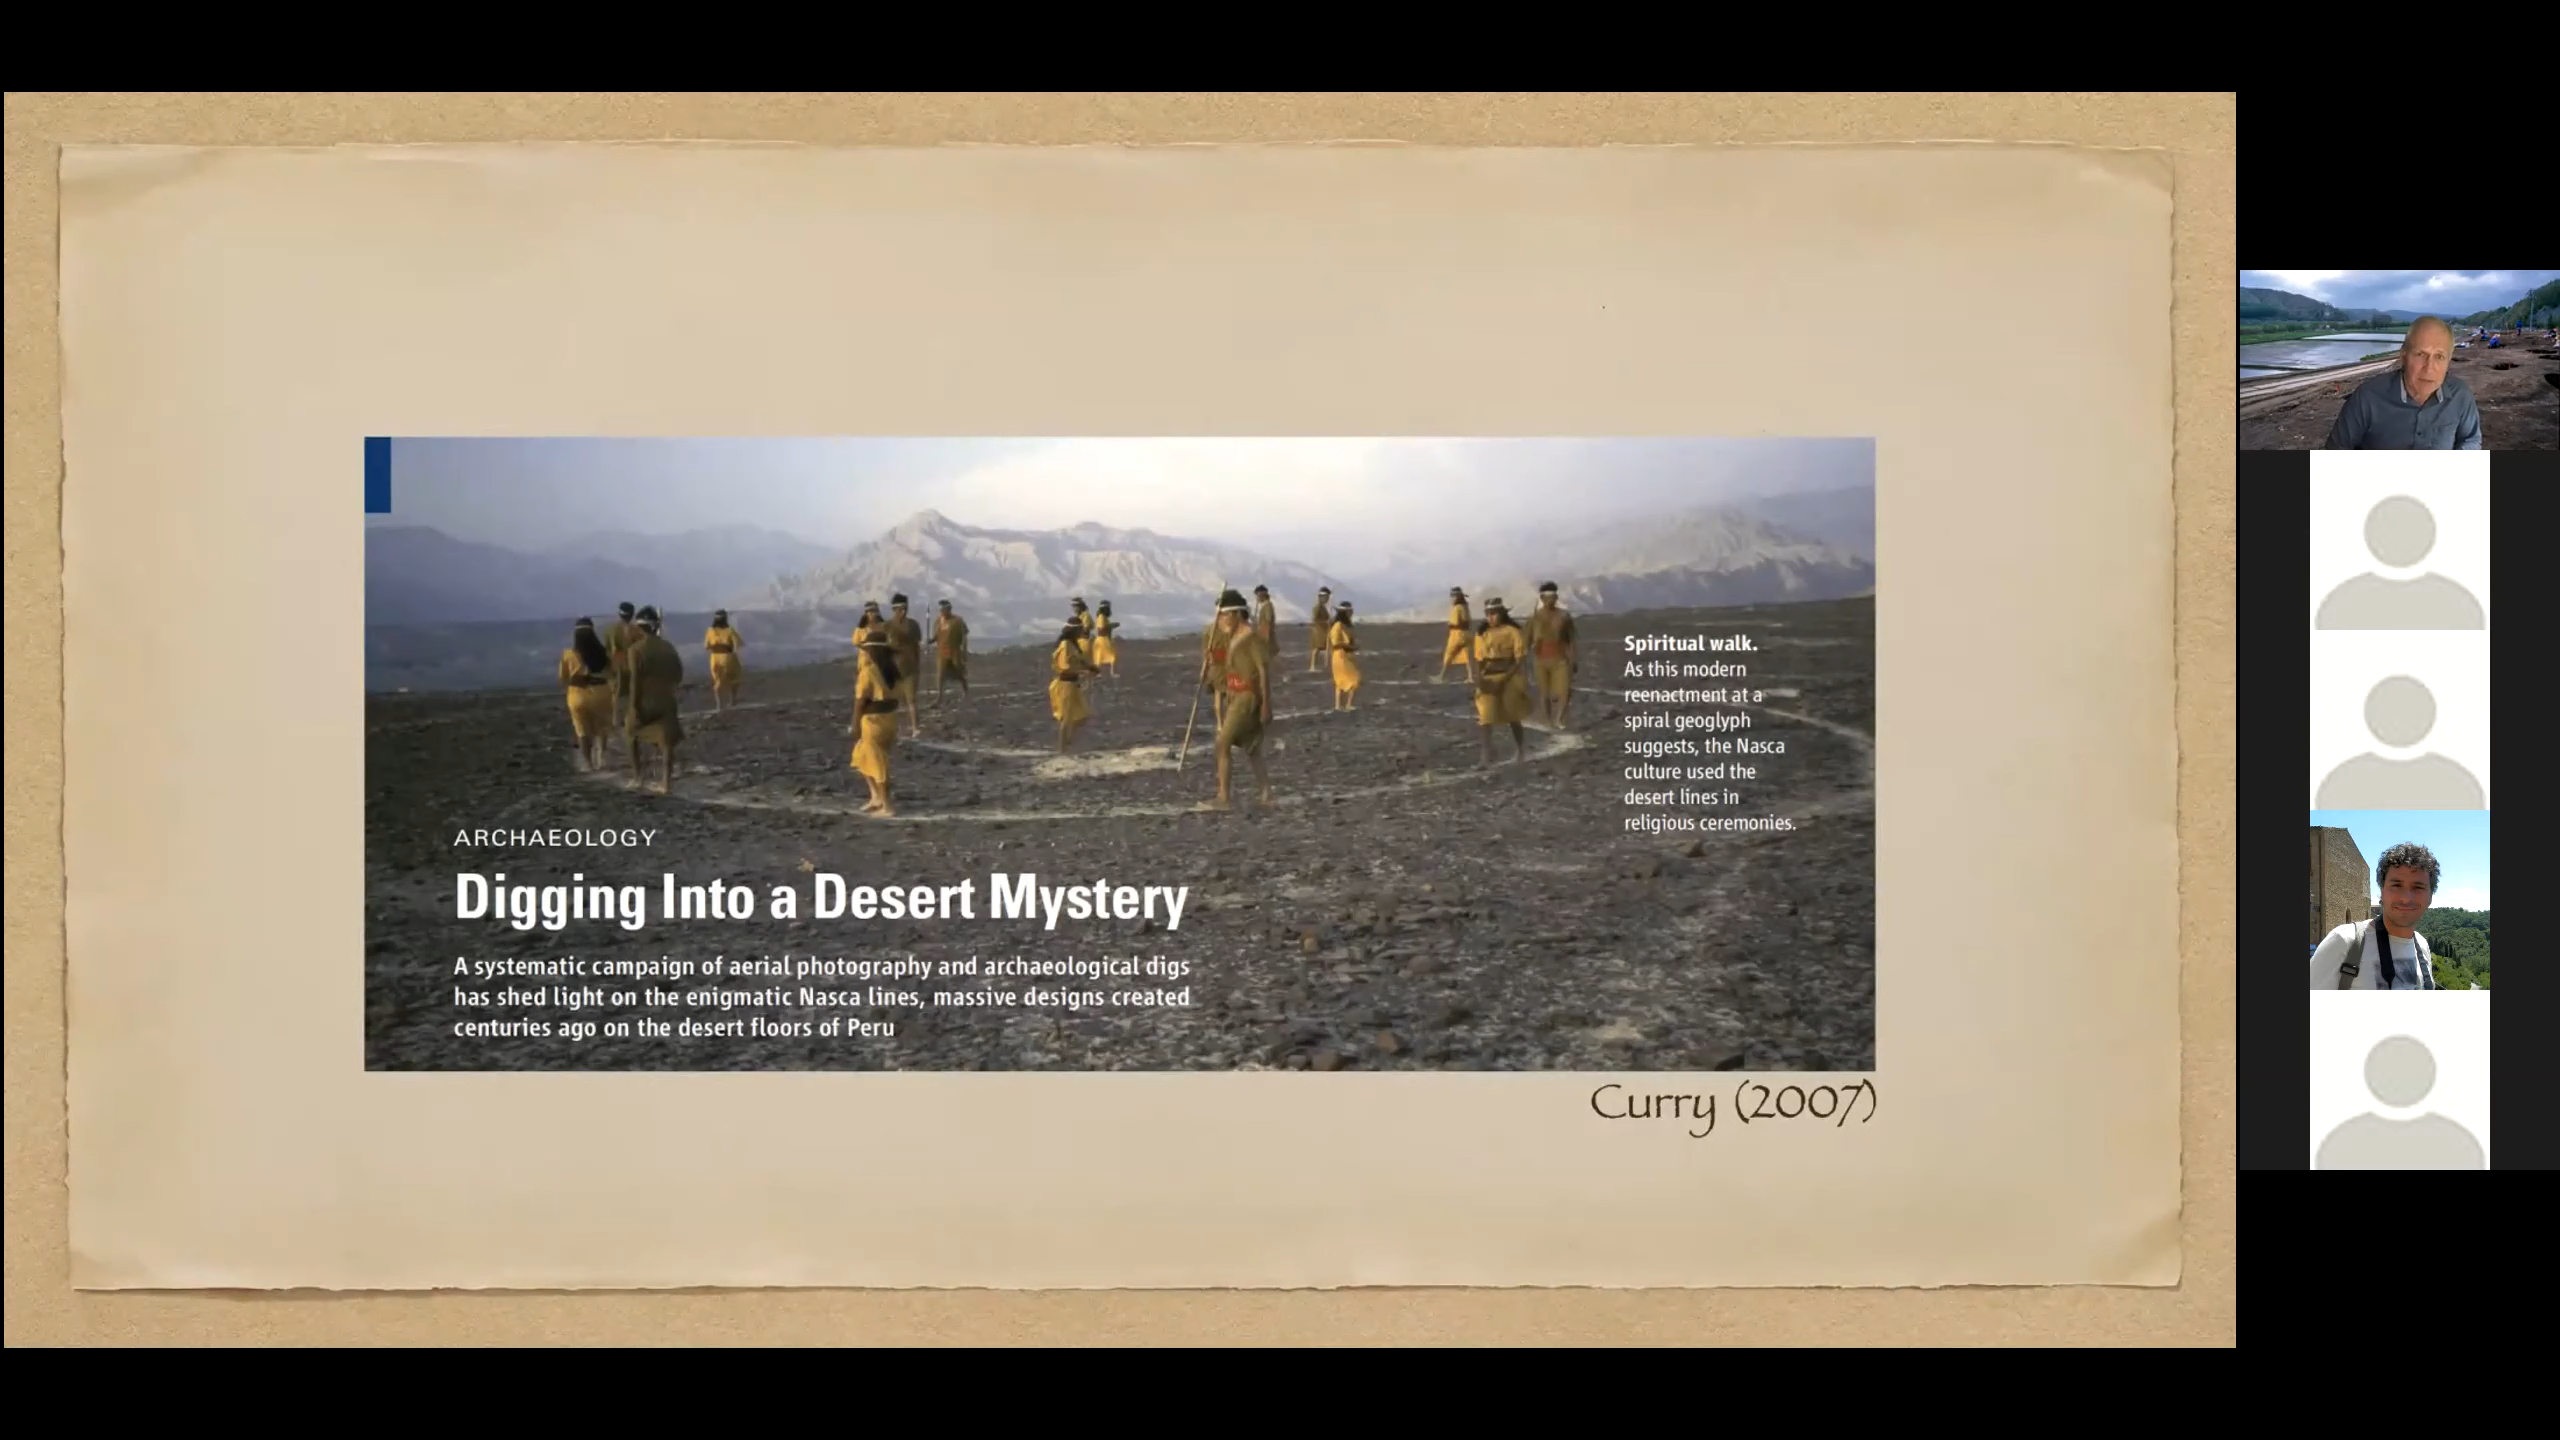 Spiritual walk.
As this modern
reenactment at a
spiral geoglyph
suggests, the Nasca
culture used the
desert lines in
religious ceremonies.
ARCHAEOLOGY
Digging Into a Desert Mystery
A systematic campaign of aerial photography and archaeological digs
has shed light on the enigmatic Nasca lines, massive designs created
centuries ago on the desert floors of Peru
Curry (2007)